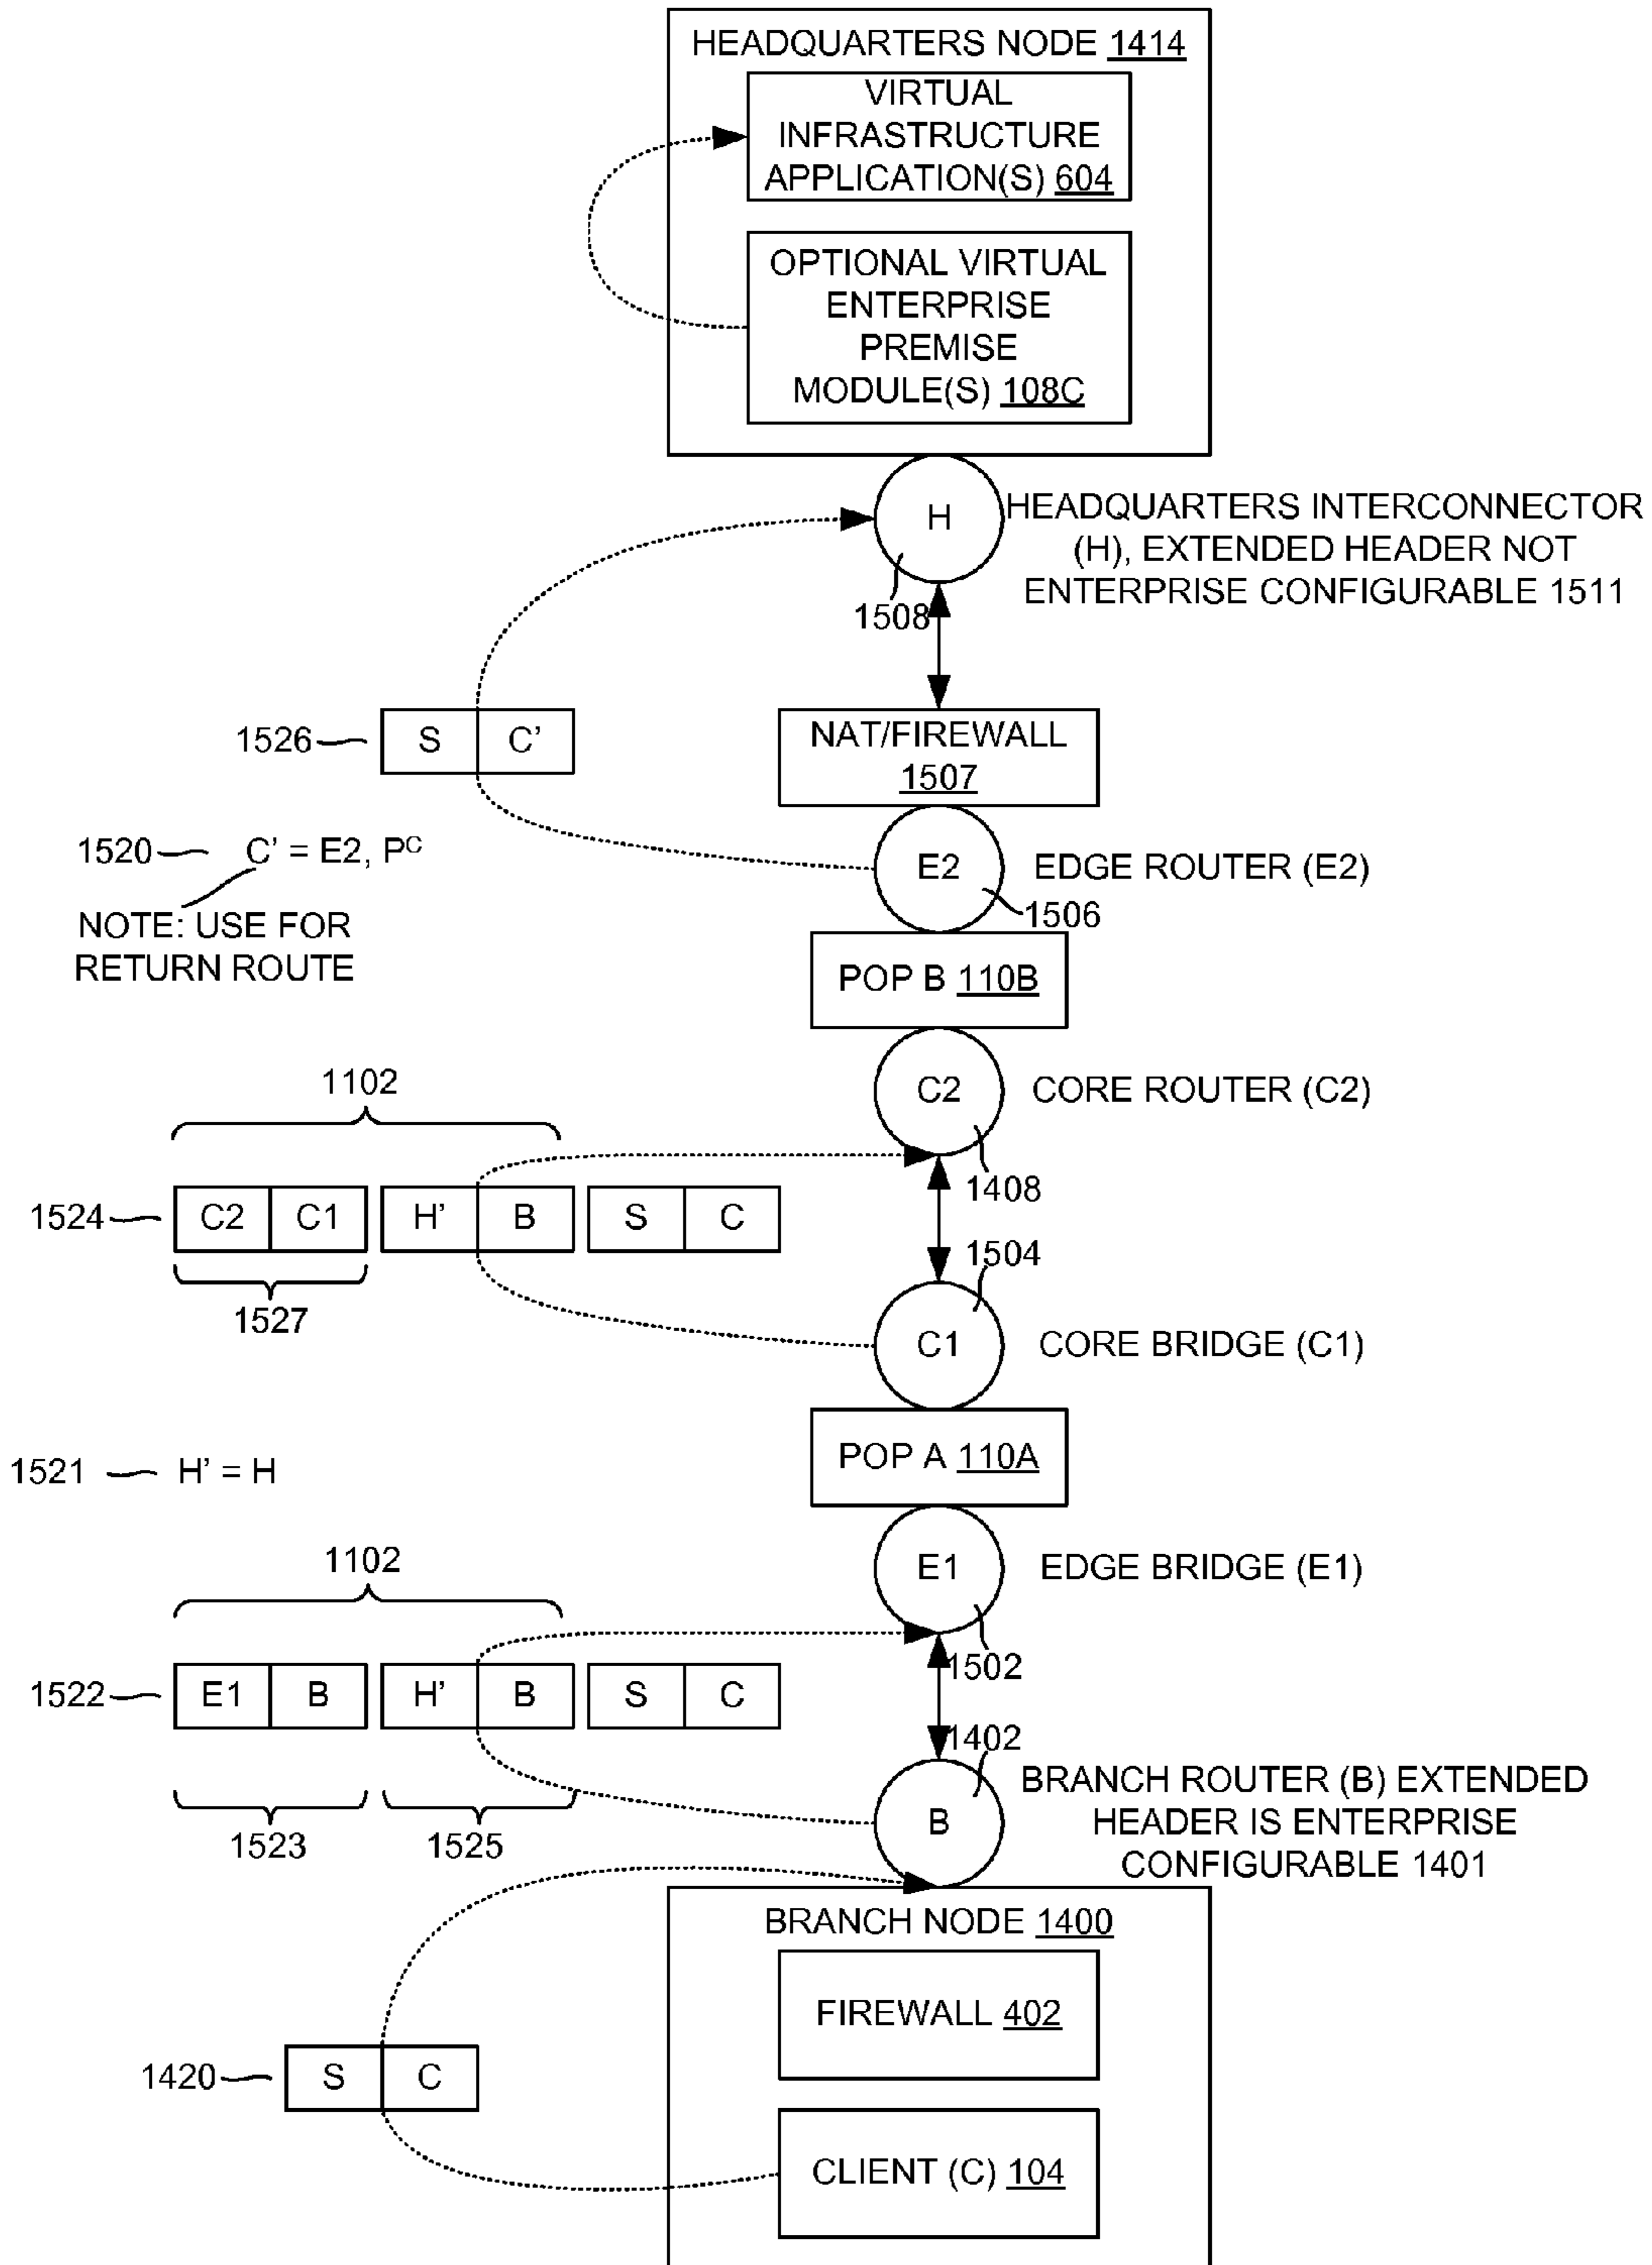 HEADQUARTERS NODE 1414
VIRTUAL
INFRASTRUCTURE
APPLICATION(S) 604
OPTIONAL VIRTUAL
ENTERPRISE
PREMISE
MODULE(S) 108C
H
HEADQUARTERS INTERCONNECTOR
(H), EXTENDED HEADER NOT
ENTERPRISE CONFIGURABLE 1511
1508
1526
S C’
NAT/FIREWALL
1507
1520 C’ = E2, Pᶜ
NOTE: USE FOR
RETURN ROUTE
E2
EDGE ROUTER (E2)
1506
POP B 110B
C2
CORE ROUTER (C2)
1408
1102
1524
C2 C1 H' B S C
1527
1504
C1
CORE BRIDGE (C1)
POP A 110A
1521 H’ = H
E1
EDGE BRIDGE (E1)
1502
1102
1522
E1 B H' B S C
1523 1525
1402
B
BRANCH ROUTER (B) EXTENDED
HEADER IS ENTERPRISE
CONFIGURABLE 1401
BRANCH NODE 1400
FIREWALL 402
1420
S C
CLIENT (C) 104